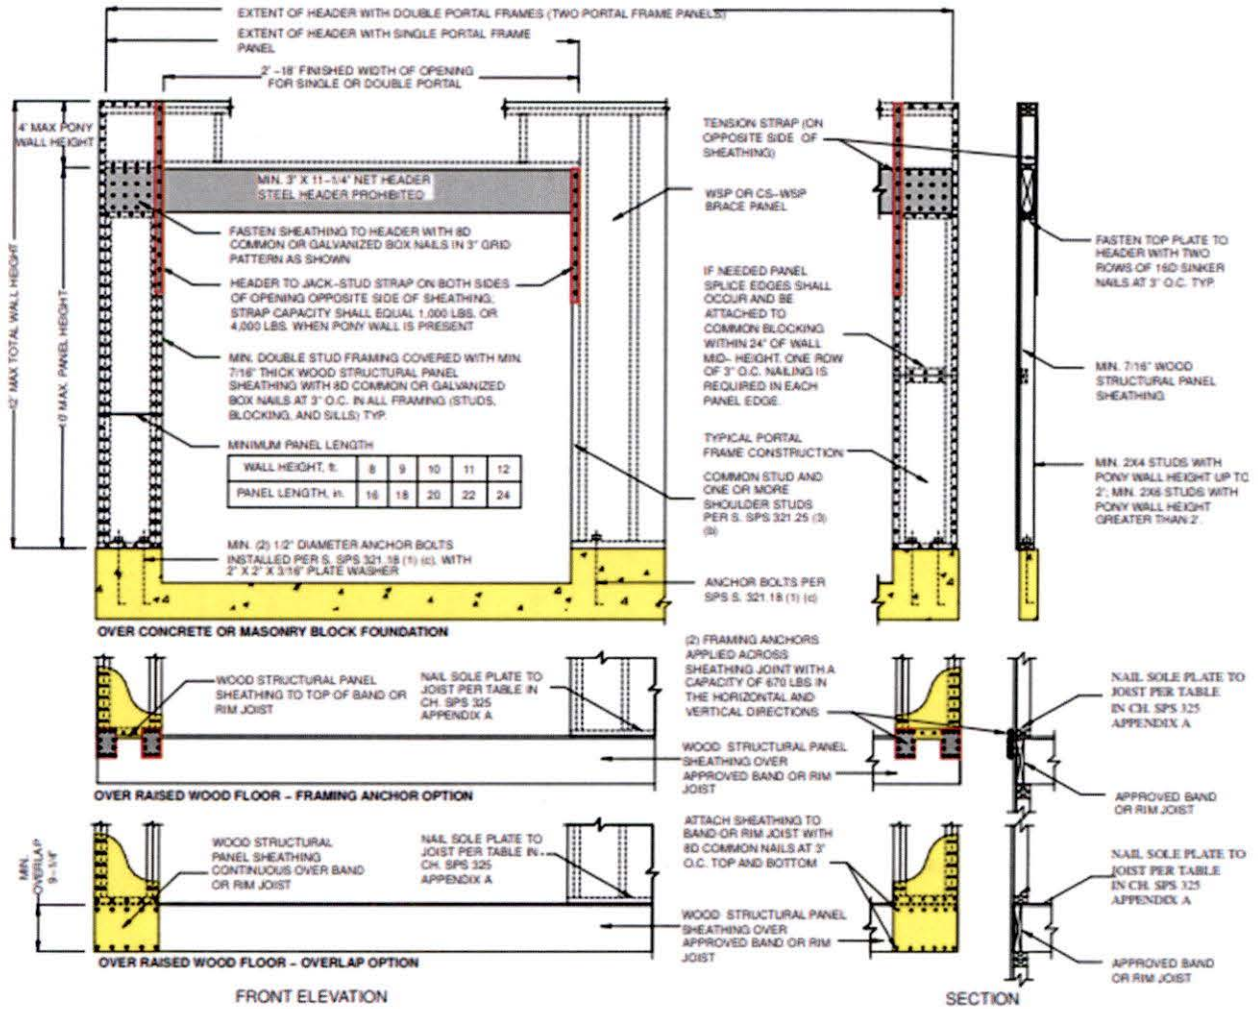 EXTENT OF HEADER WITH DOUBLE PORTAL FRAMES (TWO PORTAL FRAME PANELS)
EXTENT OF HEADER WITH SINGLE PORTAL FRAME
PANEL
2' -18' FINISHED WIDTH OF OPENING
FOR SINGLE OR DOUBLE PORTAL
4' MAX PONY
WALL HEIGHT
12' MAX TOTAL WALL HEIGHT
10' MAX PANEL HEIGHT
MIN. 3" X 11-1/4" NET HEADER
STEEL HEADER PROHIBITED
FASTEN SHEATHING TO HEADER WITH 8D
COMMON OR GALVANIZED BOX NAILS IN 3" GRID
PATTERN AS SHOWN
HEADER TO JACK-STUD STRAP ON BOTH SIDES
OF OPENING OPPOSITE SIDE OF SHEATHING,
STRAP CAPACITY SHALL EQUAL 1,000 LBS. OR
4,000 LBS. WHEN PONY WALL IS PRESENT
MIN. DOUBLE STUD FRAMING COVERED WITH MIN.
7/16" THICK WOOD STRUCTURAL PANEL
SHEATHING WITH 8D COMMON OR GALVANIZED
BOX NAILS AT 3" O.C. IN ALL FRAMING (STUDS,
BLOCKING, AND SILLS) TYP.
MINIMUM PANEL LENGTH
WALL HEIGHT, ft. 8 9 10 11 12
PANEL LENGTH, in. 16 18 20 22 24
MIN. (2) 1/2" DIAMETER ANCHOR BOLTS
INSTALLED PER S. SPS 321.18 (1) (c), WITH
2" X 2" X 3/16" PLATE WASHER
TENSION STRAP (ON
OPPOSITE SIDE OF
SHEATHING)
WSP OR CS-WSP
BRACE PANEL
IF NEEDED PANEL
SPLICE EDGES SHALL
OCCUR AND BE
ATTACHED TO
COMMON BLOCKING
WITHIN 24" OF WALL
MID- HEIGHT. ONE ROW
OF 3" O.C. NAILING IS
REQUIRED IN EACH
PANEL EDGE.
TYPICAL PORTAL
FRAME CONSTRUCTION
COMMON STUD AND
ONE OR MORE
SHOULDER STUDS
PER S. SPS 321.25 (3)
(b)
ANCHOR BOLTS PER
SPS S. 321.18 (1) (c)
FASTEN TOP PLATE TO
HEADER WITH TWO
ROWS OF 16D SINKER
NAILS AT 3" O.C. TYP.
MIN. 7/16" WOOD
STRUCTURAL PANEL
SHEATHING
MIN. 2X4 STUDS WITH
PONY WALL HEIGHT UP TO
2'; MIN. 2X6 STUDS WITH
PONY WALL HEIGHT
GREATER THAN 2'.
OVER CONCRETE OR MASONRY BLOCK FOUNDATION
WOOD STRUCTURAL PANEL
SHEATHING TO TOP OF BAND OR
RIM JOIST
NAIL SOLE PLATE TO
JOIST PER TABLE IN
CH. SPS 325
APPENDIX A
(2) FRAMING ANCHORS
APPLIED ACROSS
SHEATHING JOINT WITH A
CAPACITY OF 670 LBS IN
THE HORIZONTAL AND
VERTICAL DIRECTIONS
WOOD STRUCTURAL PANEL
SHEATHING OVER
APPROVED BAND OR RIM
JOIST
NAIL SOLE PLATE TO
JOIST PER TABLE
IN CH. SPS 325
APPENDIX A
APPROVED BAND
OR RIM JOIST
OVER RAISED WOOD FLOOR - FRAMING ANCHOR OPTION
MIN.
OVERLAP
9-1/4"
WOOD STRUCTURAL
PANEL SHEATHING
CONTINUOUS OVER BAND
OR RIM JOIST
NAIL SOLE PLATE TO
JOIST PER TABLE IN
CH. SPS 325
APPENDIX A
ATTACH SHEATHING TO
BAND OR RIM JOIST WITH
8D COMMON NAILS AT 3"
O.C. TOP AND BOTTOM
WOOD STRUCTURAL PANEL
SHEATHING OVER
APPROVED BAND OR RIM
JOIST
NAIL SOLE PLATE TO
JOIST PER TABLE
IN CH. SPS 325
APPENDIX A
APPROVED BAND
OR RIM JOIST
OVER RAISED WOOD FLOOR - OVERLAP OPTION
FRONT ELEVATION
SECTION